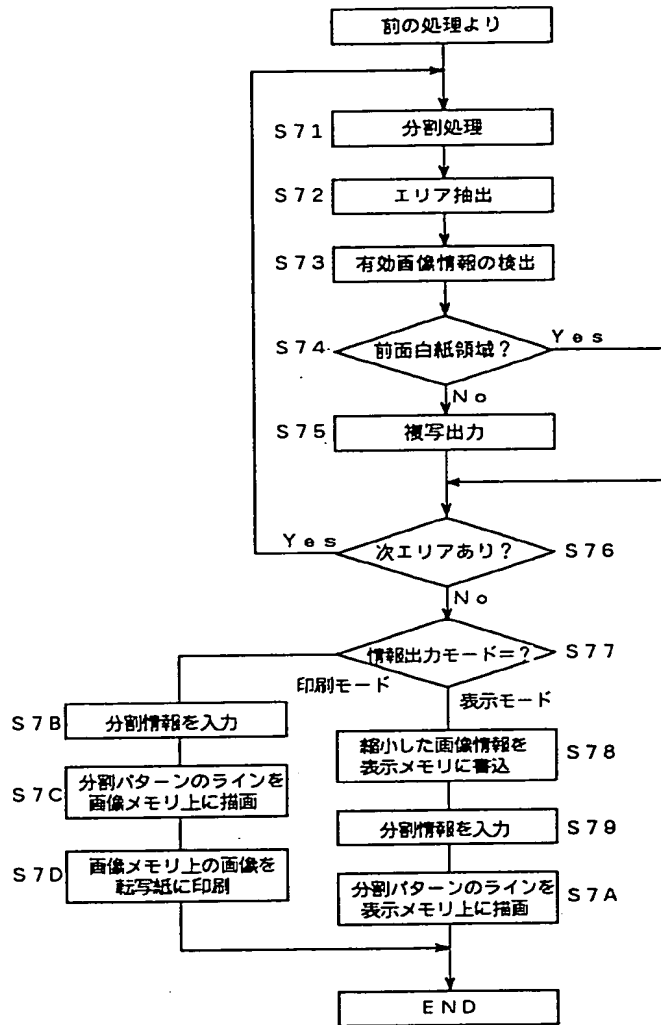 前の処理より
S71
分割処理
S72
エリア抽出
S73
有効画像情報の検出
S74
前面白紙領域?
Yes
No
S75
複写出力
Yes
次エリアあり?
S76
No
情報出力モード=?
S77
印刷モード
表示モード
S7B
分割情報を入力
S7C
分割パターンのラインを
画像メモリ上に描画
S7D
画像メモリ上の画像を
転写紙に印刷
縮小した画像情報を
表示メモリに書込
S78
分割情報を入力
S79
分割パターンのラインを
表示メモリ上に描画
S7A
END